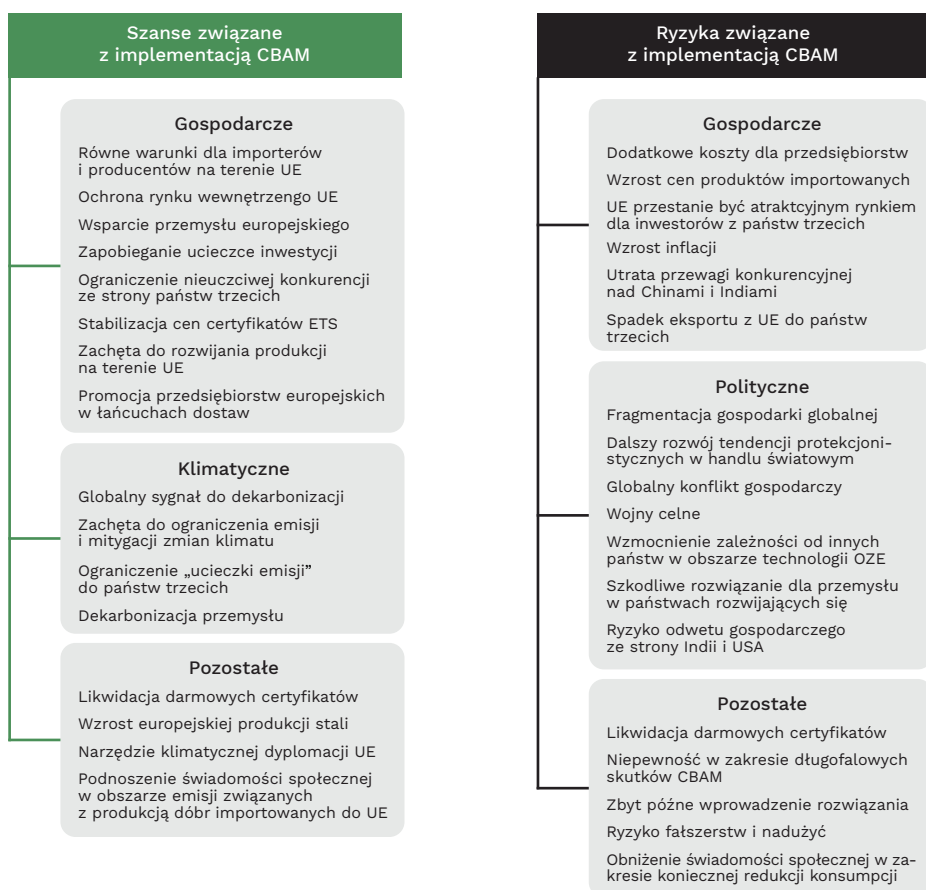 Szanse związane
z implementacją CBAM
Gospodarcze
Równe warunki dla importerów
i producentów na terenie UE
Ochrona rynku wewnętrzengo UE
Wsparcie przemysłu europejskiego
Zapobieganie ucieczce inwestycji
Ograniczenie nieuczciwej konkurencji
ze strony państw trzecich
Stabilizacja cen certyfikatów ETS
Zachęta do rozwijania produkcji
na terenie UE
Promocja przedsiębiorstw europejskich
w łańcuchach dostaw
Klimatyczne
Globalny sygnał do dekarbonizacji
Zachęta do ograniczenia emisji
i mitygacji zmian klimatu
Ograniczenie „ucieczki emisji”
do państw trzecich
Dekarbonizacja przemysłu
Pozostałe
Likwidacja darmowych certyfikatów
Wzrost europejskiej produkcji stali
Narzędzie klimatycznej dyplomacji UE
Podnoszenie świadomości społecznej
w obszarze emisji związanych
z produkcją dóbr importowanych do UE
Ryzyka związane
z implementacją CBAM
Gospodarcze
Dodatkowe koszty dla przedsiębiorstw
Wzrost cen produktów importowanych
UE przestanie być atraktcyjnym rynkiem
dla inwestorów z państw trzecich
Wzrost inflacji
Utrata przewagi konkurencyjnej
nad Chinami i Indiami
Spadek eksportu z UE do państw
trzecich
Polityczne
Fragmentacja gospodarki globalnej
Dalszy rozwój tendencji protekcjoni-
stycznych w handlu światowym
Globalny konflikt gospodarczy
Wojny celne
Wzmocnienie zależności od innych
państw w obszarze technologii OZE
Szkodliwe rozwiązanie dla przemysłu
w państwach rozwijających się
Ryzyko odwetu gospodarczego
ze strony Indii i USA
Pozostałe
Likwidacja darmowych certyfikatów
Niepewność w zakresie długofalowych
skutków CBAM
Zbyt późne wprowadzenie rozwiązania
Ryzyko fałszerstw i nadużyć
Obniżenie świadomości społecznej w za-
kresie koniecznej redukcji konsumpcji